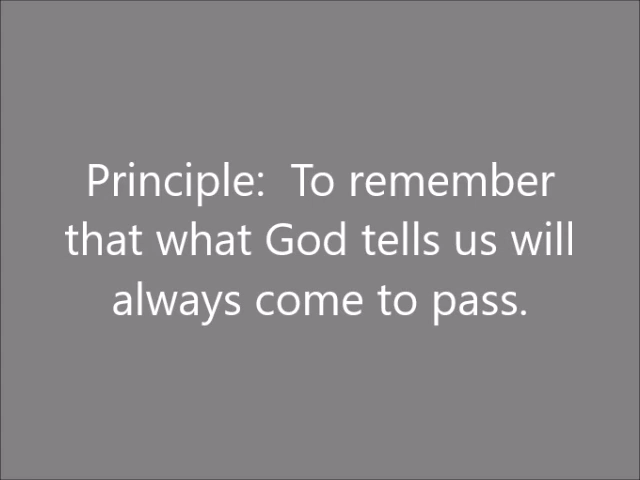 Principle:  To remember
that what God tells us will
always come to pass.